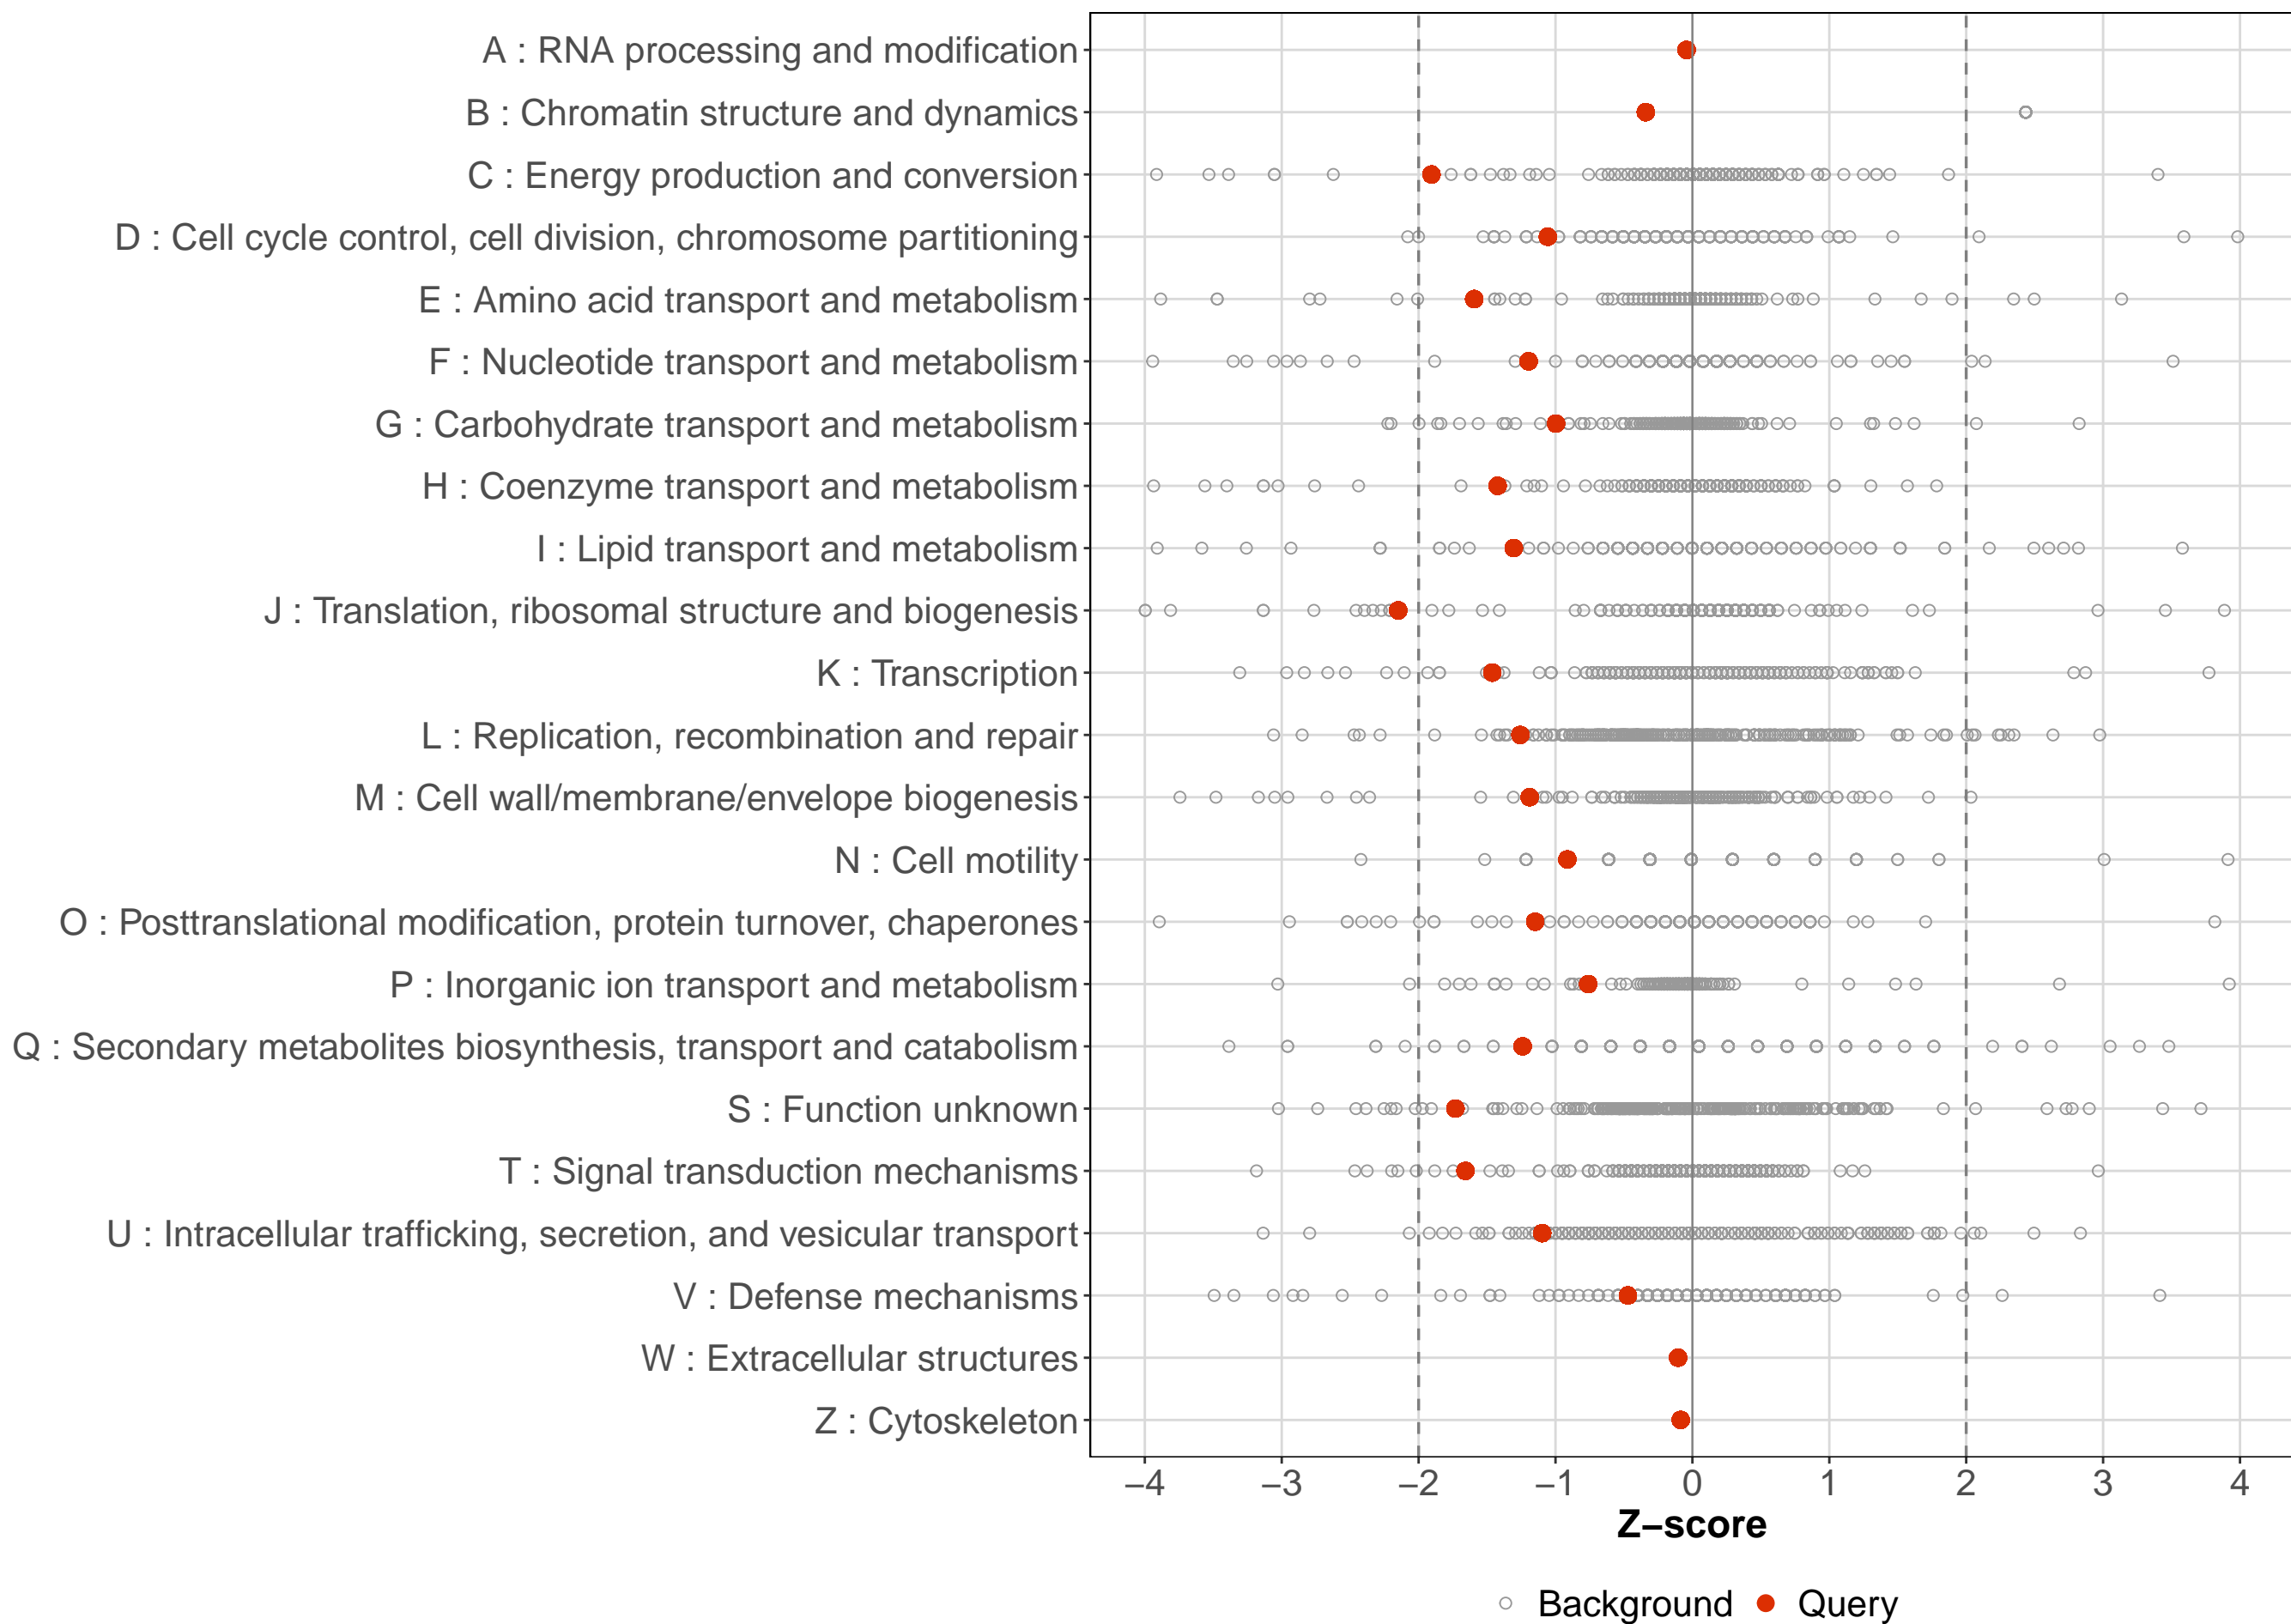 A : RNA processing and modification
B : Chromatin structure and dynamics
C : Energy production and conversion
D : Cell cycle control, cell division, chromosome partitioning
E : Amino acid transport and metabolism
F : Nucleotide transport and metabolism
G : Carbohydrate transport and metabolism
H : Coenzyme transport and metabolism
I : Lipid transport and metabolism
J : Translation, ribosomal structure and biogenesis
K : Transcription
L : Replication, recombination and repair
M : Cell wall/membrane/envelope biogenesis
N : Cell motility
O : Posttranslational modification, protein turnover, chaperones
P : Inorganic ion transport and metabolism
Q : Secondary metabolites biosynthesis, transport and catabolism
S : Function unknown
T : Signal transduction mechanisms
U : Intracellular trafficking, secretion, and vesicular transport
V : Defense mechanisms
W : Extracellular structures
Z : Cytoskeleton
−4 −3 −2 −1 0 1 2 3 4
Z−score
Background Query